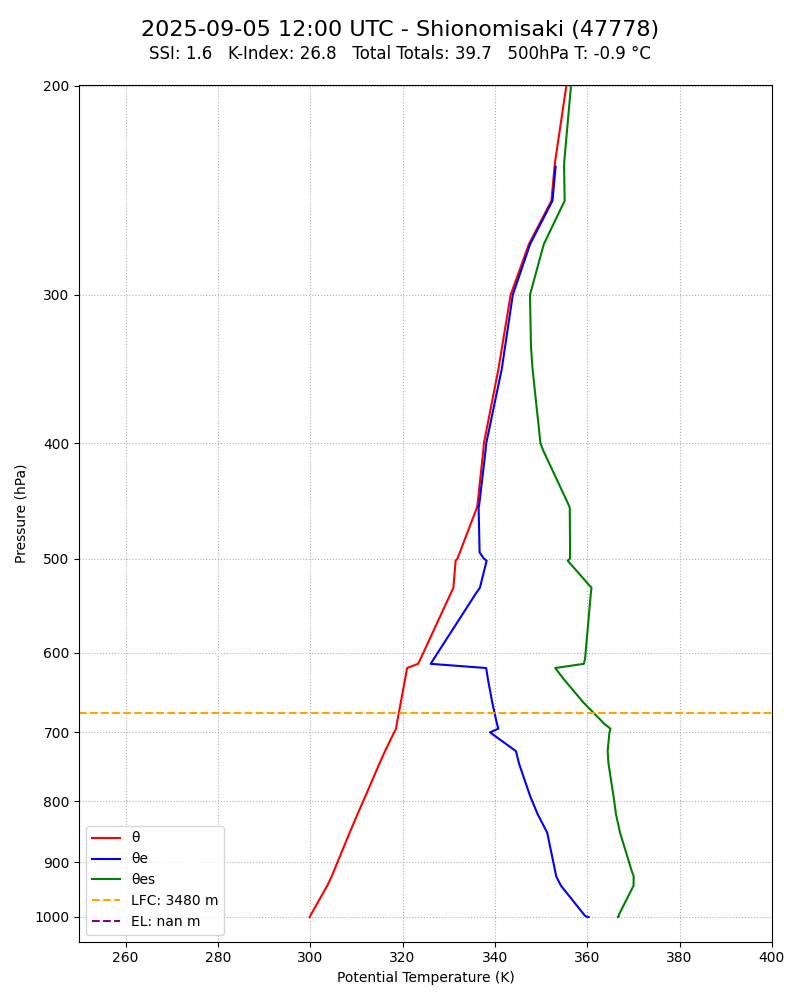 2025-09-05 12:00 UTC - Shionomisaki (47778)
SSI: 1.6   K-Index: 26.8   Total Totals: 39.7   500hPa T: -0.9 °C
Pressure (hPa)
200
300
400
500
600
700
800
900
1000
θ
θe
θes
LFC: 3480 m
EL: nan m
260 280 300 320 340 360 380 400
Potential Temperature (K)